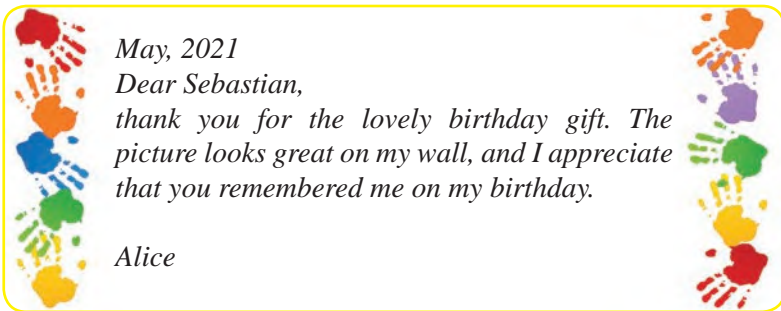 May, 2021
Dear Sebastian,
thank you for the lovely birthday gift. The
picture looks great on my wall, and I appreciate
that you remembered me on my birthday.
Alice